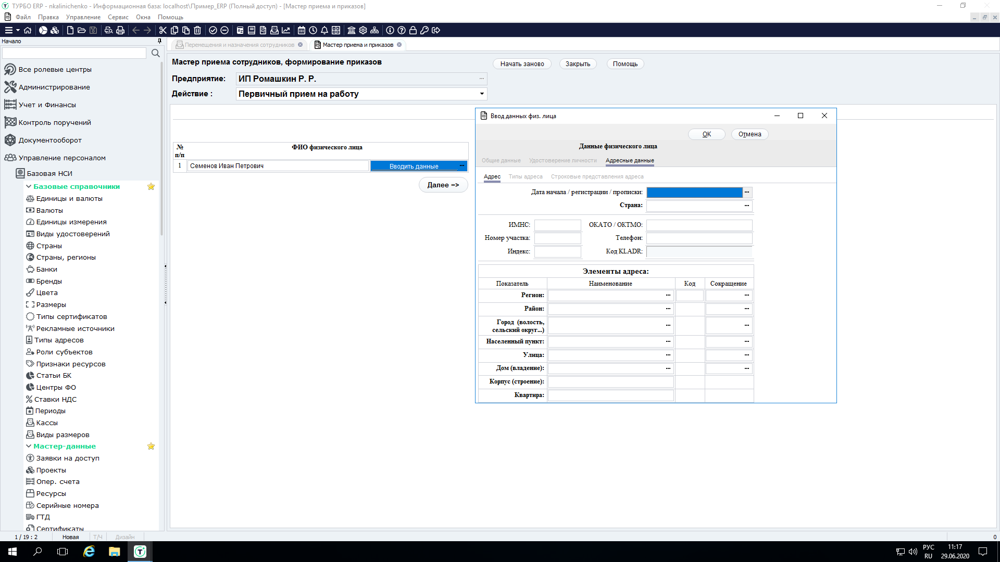 ТУРБО ERP - nkalinichenko - Информационная база: localhost\Пример_ERP (Полный доступ) - [Мастер приема и приказов]
Файл Правка Управление Сервис Окна Помощь
Начало
Перемещения и назначения сотрудников
Мастер приема и приказов
Все ролевые центры
Администрирование
Учет и Финансы
Контроль поручений
Документооборот
Управление персоналом
Базовая НСИ
Базовые справочники
Единицы и валюты
Валюты
Единицы измерения
Виды удостоверений
Страны
Страны, регионы
Банки
Бренды
Цвета
Размеры
Типы сертификатов
Рекламные источники
Типы адресов
Роли субъектов
Признаки ресурсов
Статьи БК
Центры ФО
Ставки НДС
Периоды
Кассы
Виды размеров
Мастер-данные
Заявки на доступ
Проекты
Опер. счета
Ресурсы
Серийные номера
ГТД
Сертификаты
Мастер приема сотрудников, формирование приказов
Начать заново Закрыть Помощь
Предприятие: ИП Ромашкин Р. Р.
Действие : Первичный прием на работу
№ п/п ФИО физического лица
1 Семенов Иван Петрович Вводить данные
Далее =>
Ввод данных физ. лица
ОК Отмена
Данные физического лица
Общие данные Удостоверение личности Адресные данные
Адрес Типы адреса Строковые представления адреса
Дата начала / регистрации / прописки:
Страна:
ИМНС: ОКАТО / ОКТМО:
Номер участка: Телефон:
Индекс: Код KLADR:
Элементы адреса:
Показатель Наименование Код Сокращение
Регион:
Район:
Город (волость,
сельский округ...)
Населенный пункт:
Улица:
Дом (владение):
Корпус (строение):
Квартира:
1 / 19 : 2 Новая Т/Ч Дизайн 0
РУС
RU
11:17
29.06.2020